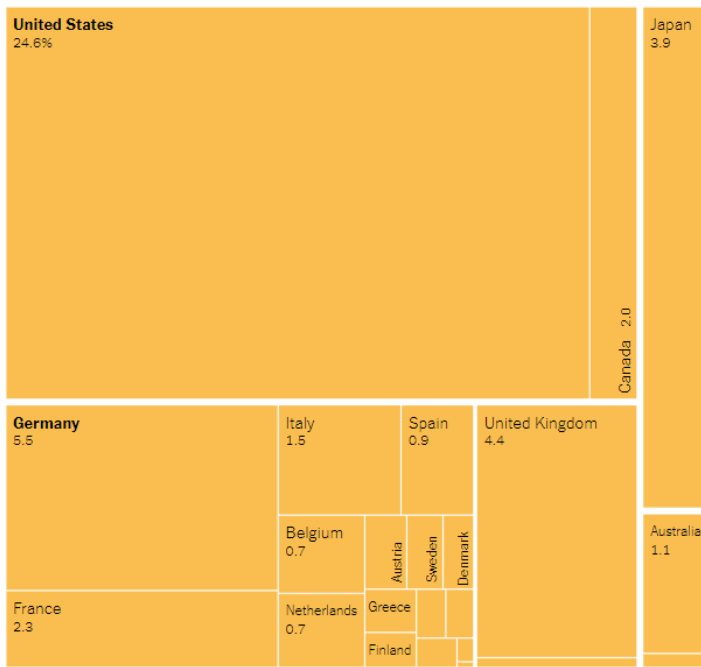 United States
24.6%
Canada 2.0
Japan
3.9
Germany
5.5
France
2.3
Italy
1.5
Spain
0.9
Belgium
0.7
Netherlands
0.7
Austria
Sweden
Denmark
Greece
Finland
United Kingdom
4.4
Australia
1.1